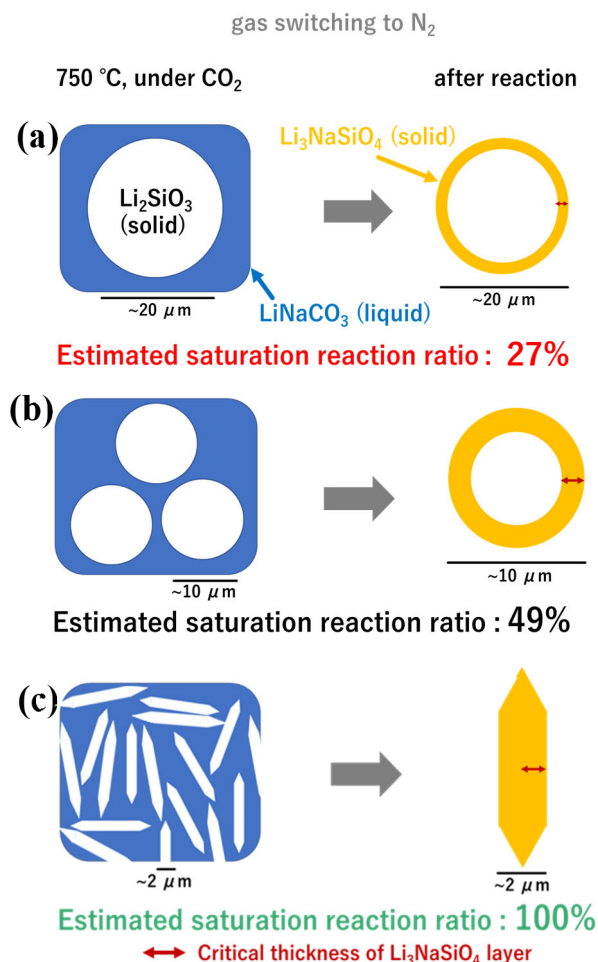 gas switching to N₂
750 ℃, under CO₂ after reaction
(a)
Li₃NaSiO₄ (solid)
Li₂SiO₃
(solid)
~20 μm
~20 μm
LiNaCO₃ (liquid)
Estimated saturation reaction ratio : 27%
(b)
~10 μm
~10 μm
Estimated saturation reaction ratio : 49%
(c)
~2 μm
~2 μm
Estimated saturation reaction ratio : 100%
Critical thickness of Li₃NaSiO₄ layer